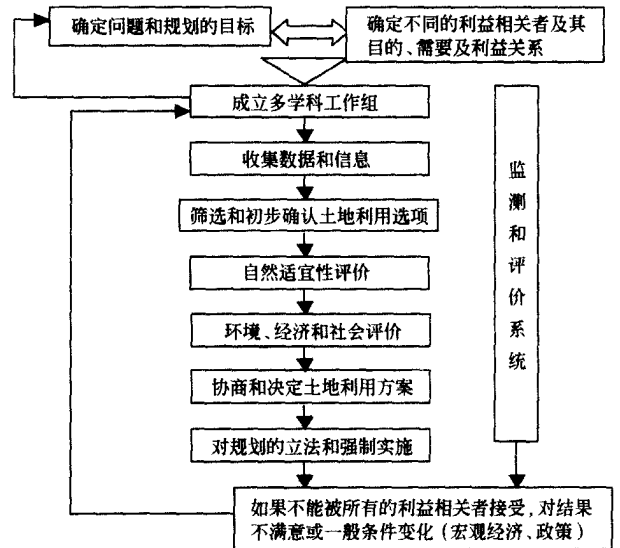 确定问题和规划的目标
确定不同的利益相关者及其
目的、需要及利益关系
成立多学科工作组
收集数据和信息
筛选和初步确认土地利用选项
自然适宜性评价
环境、经济和社会评价
协商和决定土地利用方案
对规划的立法和强制实施
监测和评价系统
如果不能被所有的利益相关者接受,对结果
不满意或一般条件变化(宏观经济、政策)